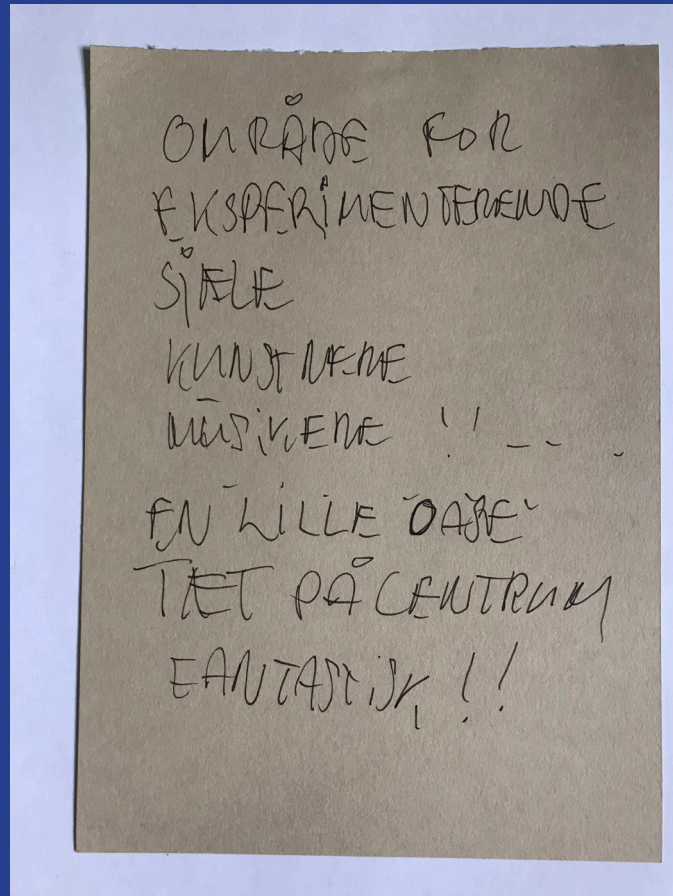 OMRÅDE FOR
EKSPERIMENTERENDE
SJÆLE
KUNSTNERE
MUSIKERE !! -- -
EN LILLE "OASE"
TÆT PÅ CENTRUM
FANTASTISK!!